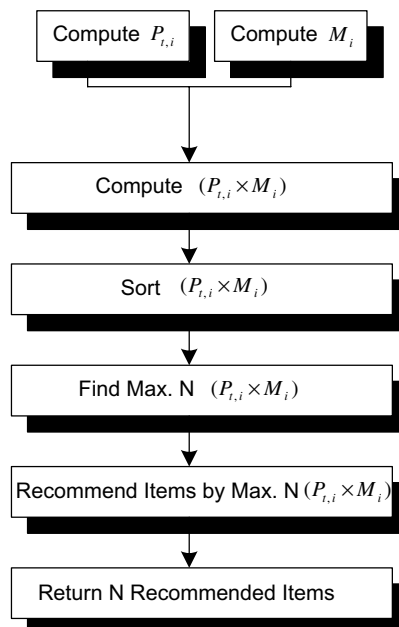 Compute P_{t,i}
Compute M_i
Compute (P_{t,i} × M_i)
Sort (P_{t,i} × M_i)
Find Max. N (P_{t,i} × M_i)
Recommend Items by Max. N (P_{t,i} × M_i)
Return N Recommended Items